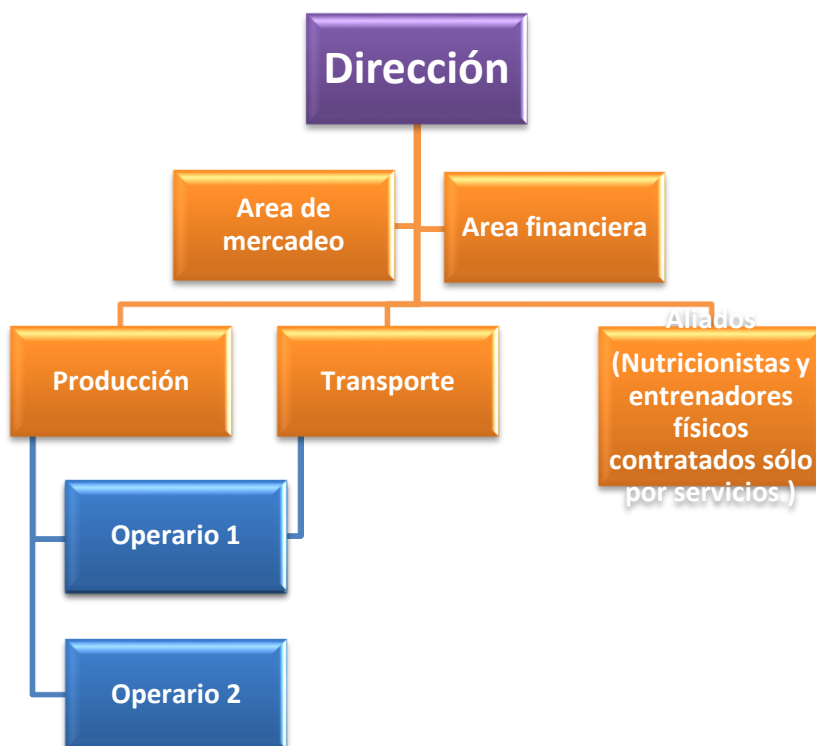 Dirección
Area de
mercadeo
Area financiera
Producción
Transporte
Aliados
(Nutricionistas y
entrenadores
físicos
contratados sólo
por servicios.)
Operario 1
Operario 2